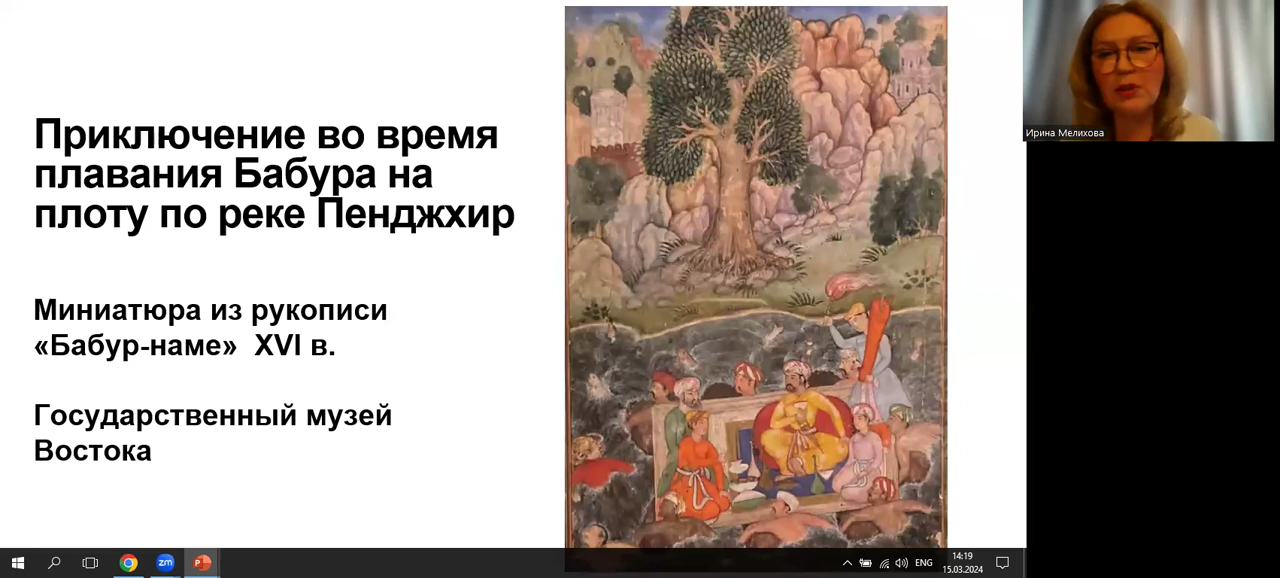 Приключение во время
плавания Бабура на
плоту по реке Пенджхир
Миниатюра из рукописи
«Бабур-наме» XVI в.
Государственный музей
Востока
Ирина Мелихова
zm
P
ENG
14:19
15.03.2024